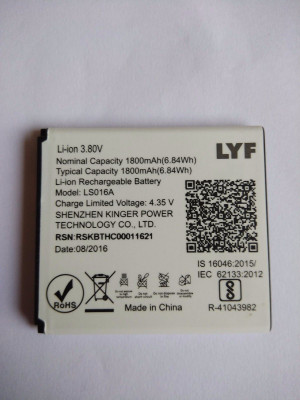 Li-ion 3.80V
LYF
Nominal Capacity 1800mAh(6.84Wh)
Typical Capacity 1800mAh(6.84Wh)
Li-ion Rechargeable Battery
Model: LS016A
Charge Limited Voltage: 4.35 V
SHENZHEN KINGER POWER
TECHNOLOGY CO., LTD.
RSN:RSKBTHC00011621
Date:08/2016
IS 16046:2015/
IEC 62133:2012
RoHS
Made in China
R-41043982